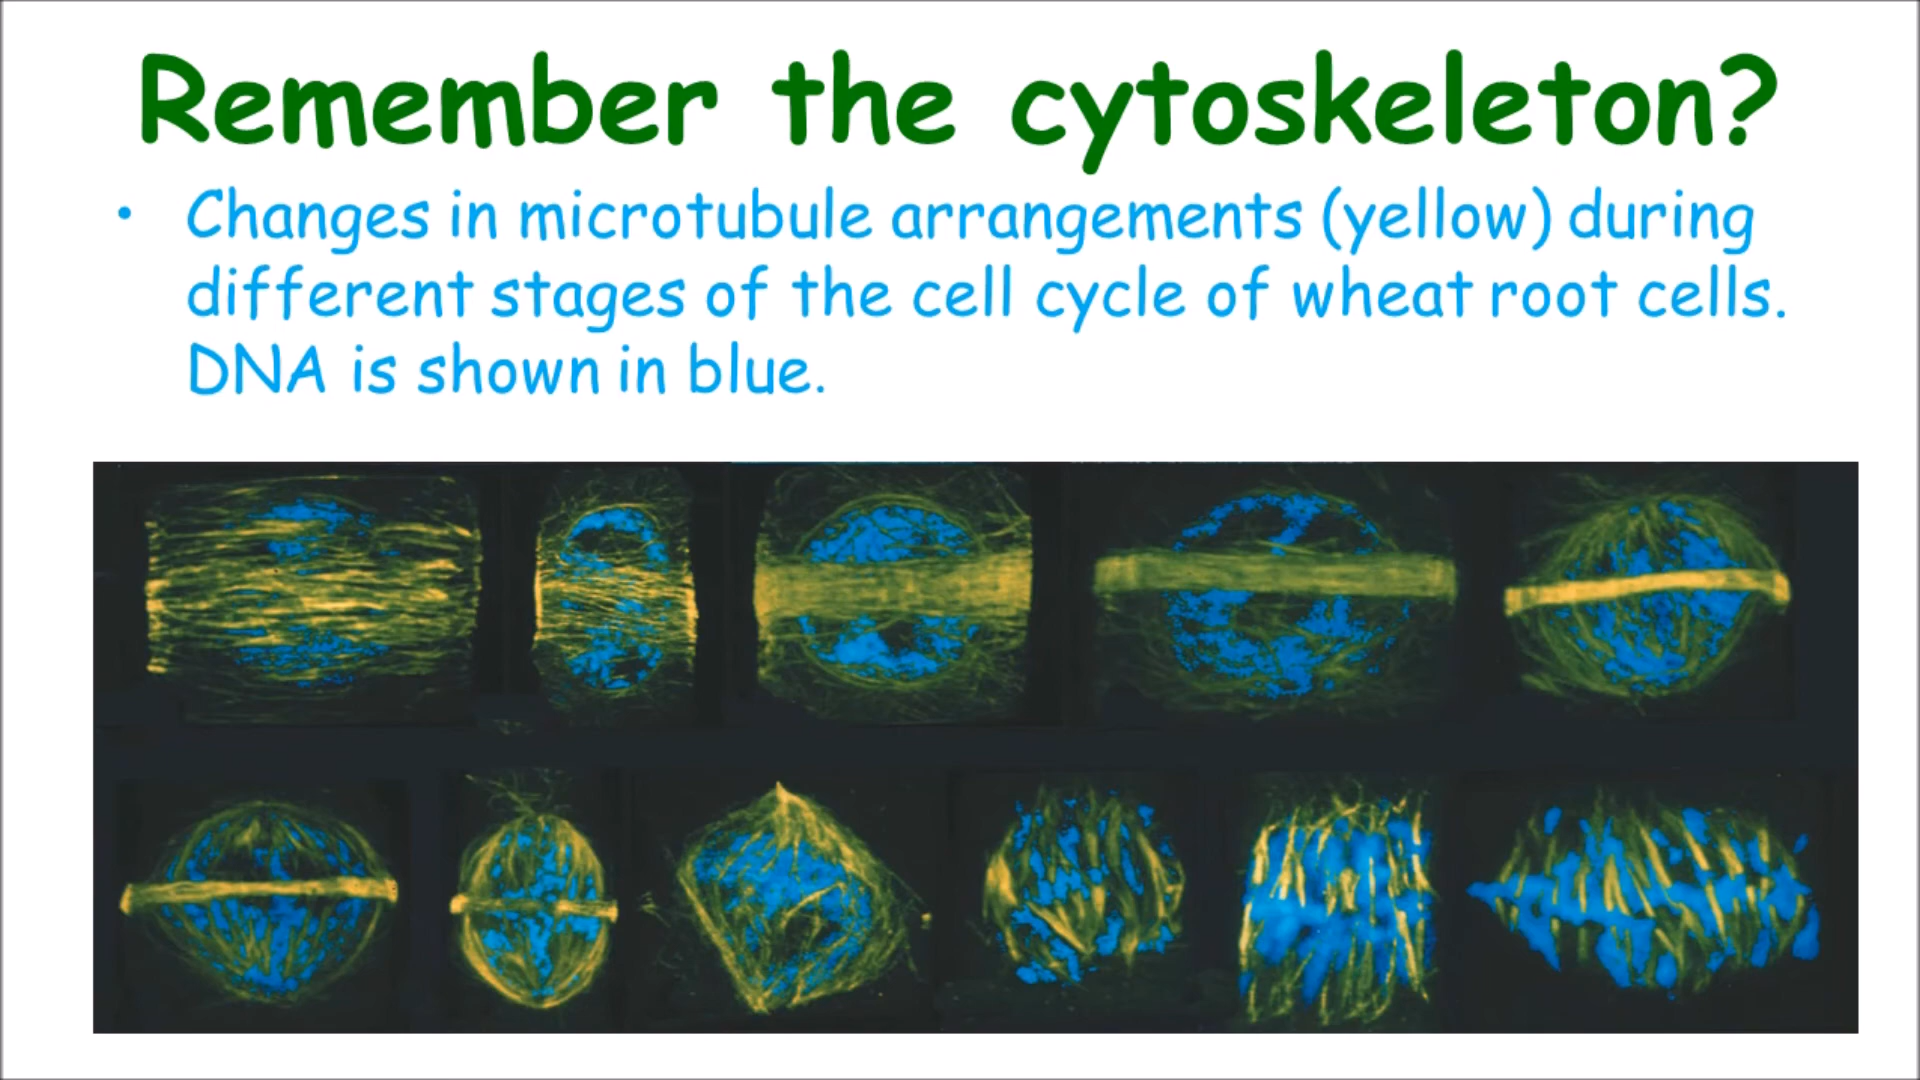 Remember the cytoskeleton?
• Changes in microtubule arrangements (yellow) during
different stages of the cell cycle of wheat root cells.
DNA is shown in blue.